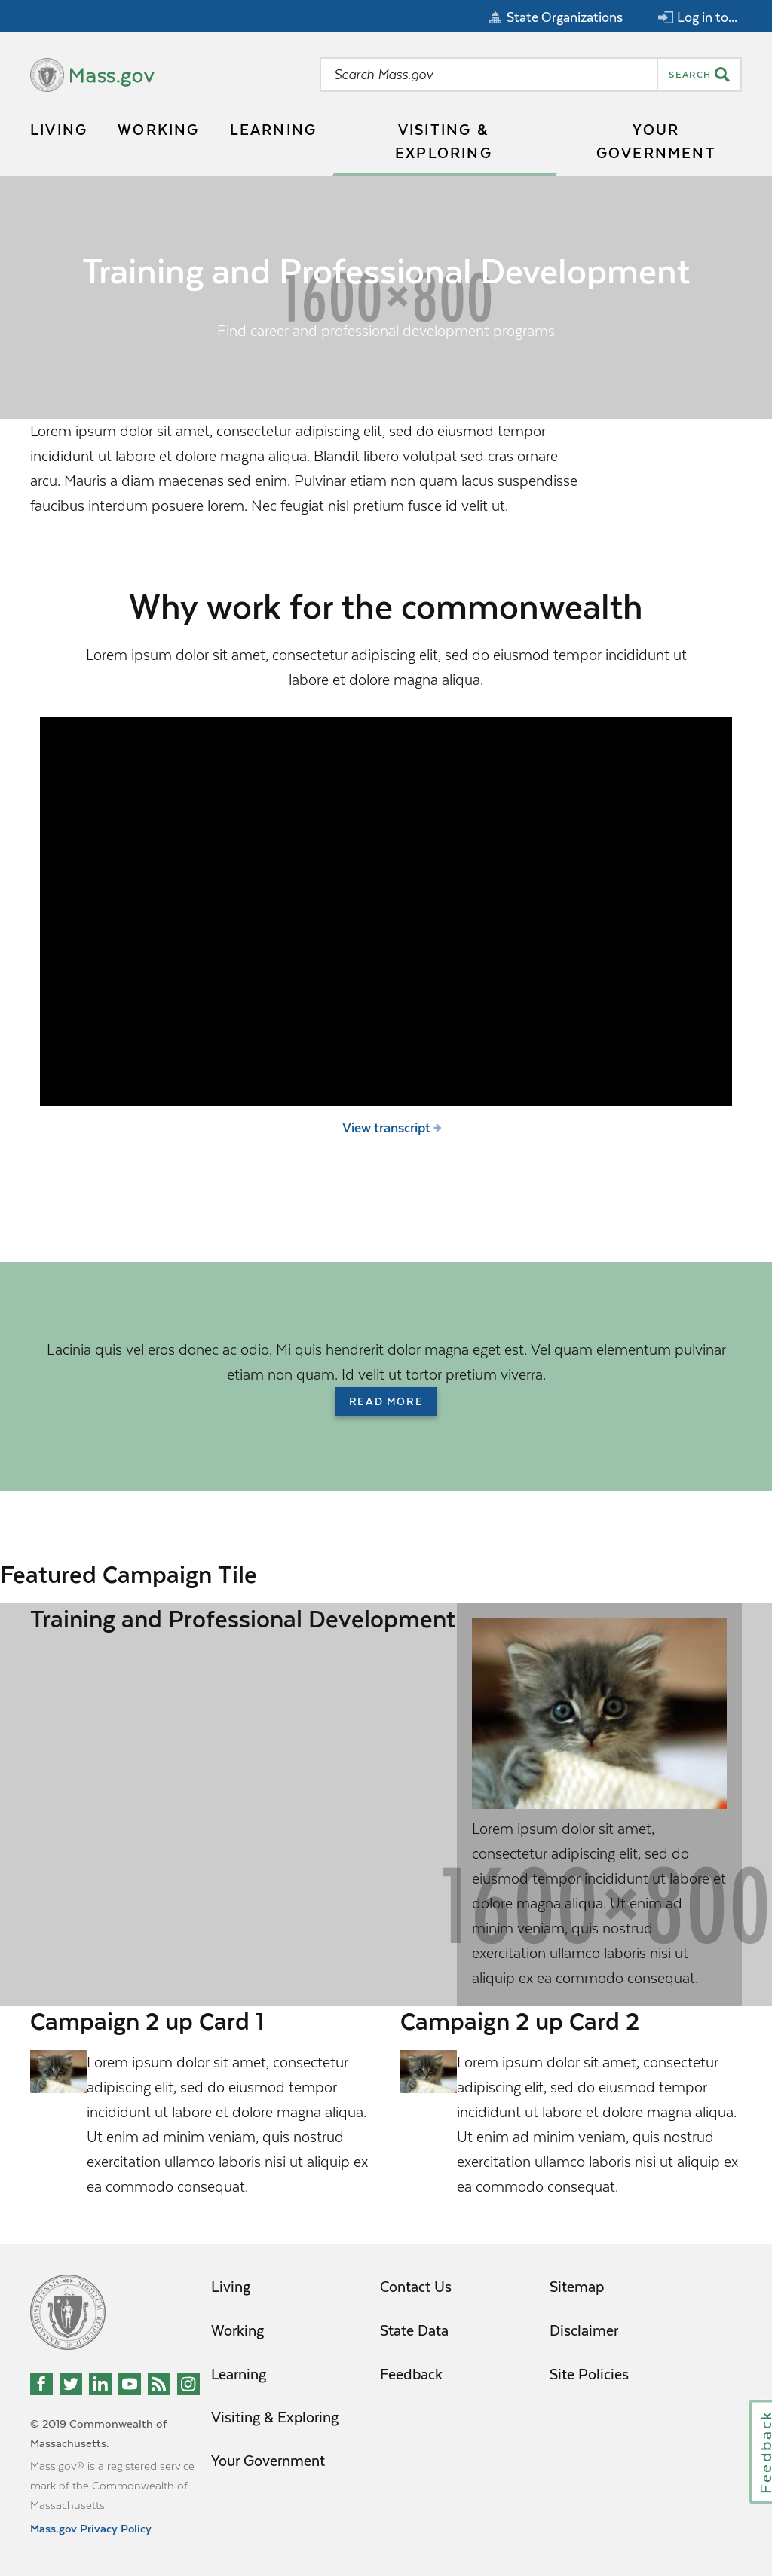 State Organizations
Log in to...
Mass.gov
Search Mass.gov
SEARCH
LIVING
WORKING
LEARNING
VISITING &
EXPLORING
YOUR
GOVERNMENT
Training and Professional Development
1600×800
Find career and professional development programs
Lorem ipsum dolor sit amet, consectetur adipiscing elit, sed do eiusmod tempor
incididunt ut labore et dolore magna aliqua. Blandit libero volutpat sed cras ornare
arcu. Mauris a diam maecenas sed enim. Pulvinar etiam non quam lacus suspendisse
faucibus interdum posuere lorem. Nec feugiat nisl pretium fusce id velit ut.
Why work for the commonwealth
Lorem ipsum dolor sit amet, consectetur adipiscing elit, sed do eiusmod tempor incididunt ut
labore et dolore magna aliqua.
View transcript
Lacinia quis vel eros donec ac odio. Mi quis hendrerit dolor magna eget est. Vel quam elementum pulvinar
etiam non quam. Id velit ut tortor pretium viverra.
READ MORE
Featured Campaign Tile
Training and Professional Development
Lorem ipsum dolor sit amet,
consectetur adipiscing elit, sed do
eiusmod tempor incididunt ut labore et
dolore magna aliqua. Ut enim ad
minim veniam, quis nostrud
exercitation ullamco laboris nisi ut
aliquip ex ea commodo consequat.
1600×800
Campaign 2 up Card 1
Lorem ipsum dolor sit amet, consectetur
adipiscing elit, sed do eiusmod tempor
incididunt ut labore et dolore magna aliqua.
Ut enim ad minim veniam, quis nostrud
exercitation ullamco laboris nisi ut aliquip ex
ea commodo consequat.
Campaign 2 up Card 2
Lorem ipsum dolor sit amet, consectetur
adipiscing elit, sed do eiusmod tempor
incididunt ut labore et dolore magna aliqua.
Ut enim ad minim veniam, quis nostrud
exercitation ullamco laboris nisi ut aliquip ex
ea commodo consequat.
© 2019 Commonwealth of
Massachusetts.
Mass.gov® is a registered service
mark of the Commonwealth of
Massachusetts.
Mass.gov Privacy Policy
Living
Working
Learning
Visiting & Exploring
Your Government
Contact Us
State Data
Feedback
Sitemap
Disclaimer
Site Policies
Feedback